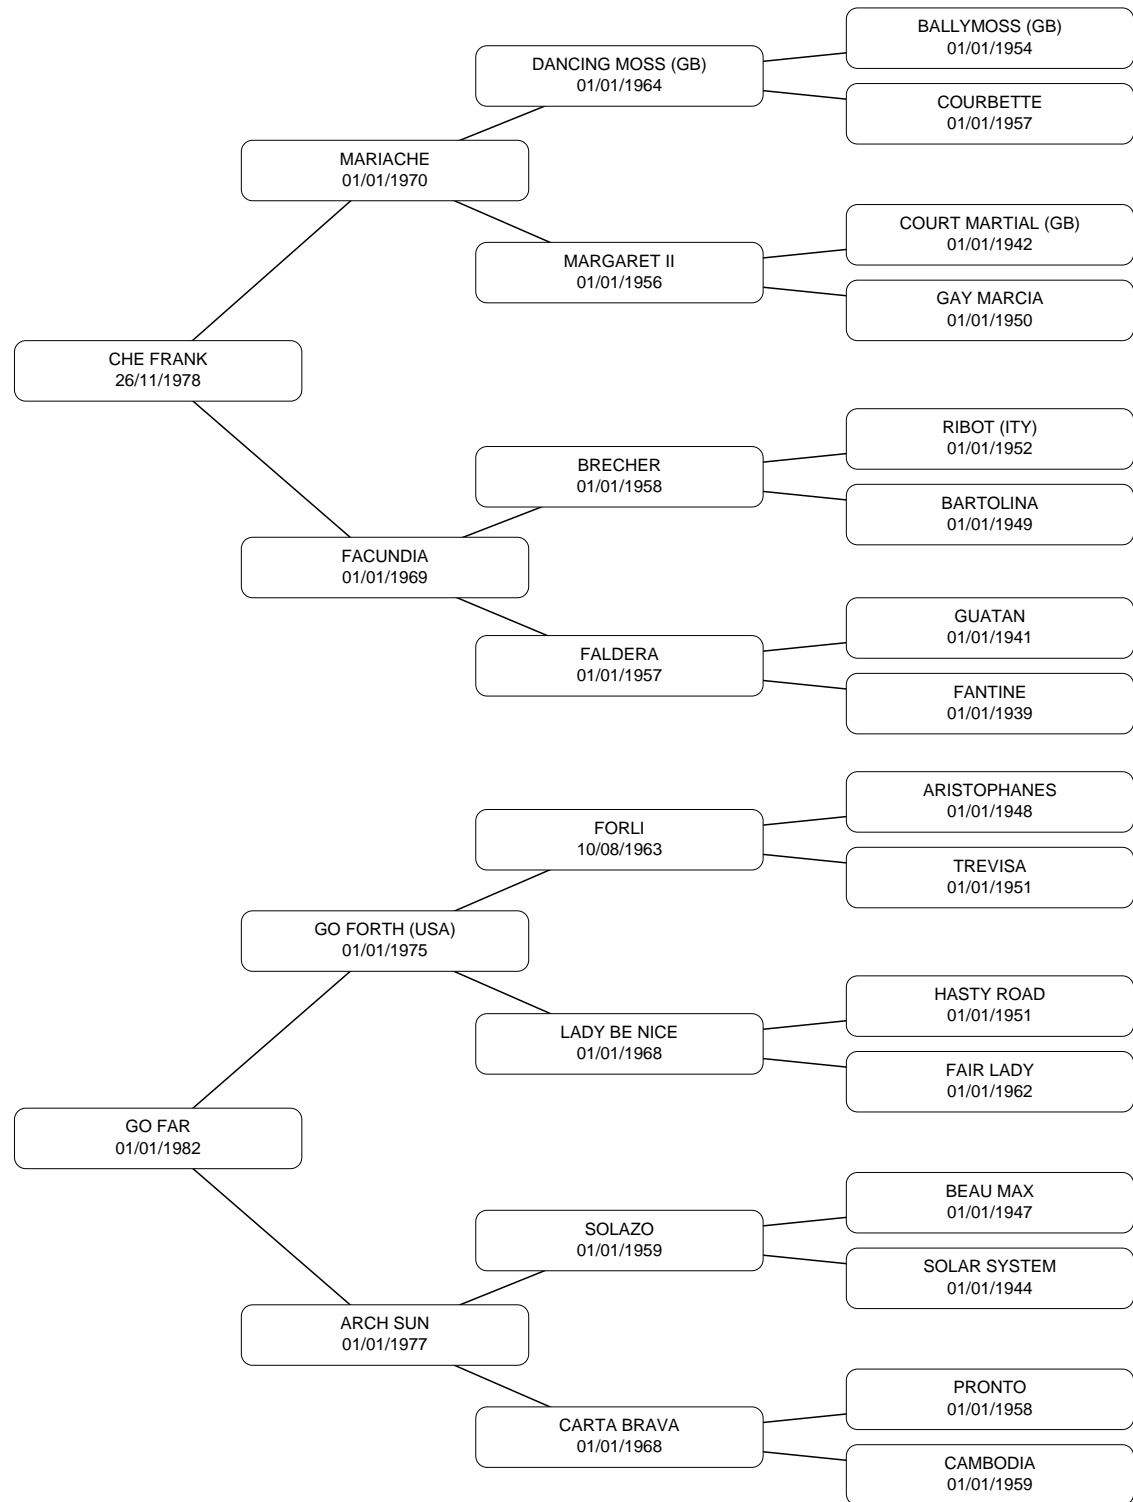 BALLYMOSS (GB)
01/01/1954
DANCING MOSS (GB)
01/01/1964
COURBETTE
01/01/1957
MARIACHE
01/01/1970
COURT MARTIAL (GB)
01/01/1942
MARGARET II
01/01/1956
GAY MARCIA
01/01/1950
CHE FRANK
26/11/1978
RIBOT (ITY)
01/01/1952
BRECHER
01/01/1958
BARTOLINA
01/01/1949
FACUNDIA
01/01/1969
GUATAN
01/01/1941
FALDERA
01/01/1957
FANTINE
01/01/1939
ARISTOPHANES
01/01/1948
FORLI
10/08/1963
TREVISA
01/01/1951
GO FORTH (USA)
01/01/1975
HASTY ROAD
01/01/1951
LADY BE NICE
01/01/1968
FAIR LADY
01/01/1962
GO FAR
01/01/1982
BEAU MAX
01/01/1947
SOLAZO
01/01/1959
SOLAR SYSTEM
01/01/1944
ARCH SUN
01/01/1977
PRONTO
01/01/1958
CARTA BRAVA
01/01/1968
CAMBODIA
01/01/1959